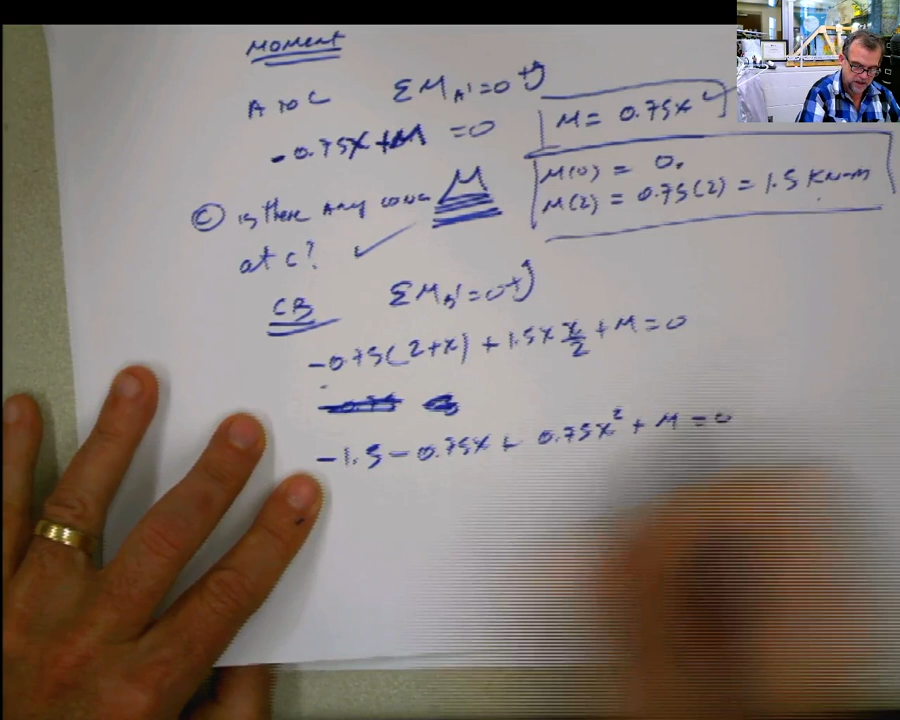 MOMENT
A TO C ΣM_A' = 0 +↺
-0.75X + M = 0
M = 0.75X
M(0) = 0.
M(2) = 0.75(2) = 1.5 KN-M
Ⓒ is there Any conc M
at C? ✓
CB ΣM_B' = 0 +↺
-0.75(2+X) + 1.5X X/2 + M = 0
-1.5 - 0.75X + 0.75X² + M = 0